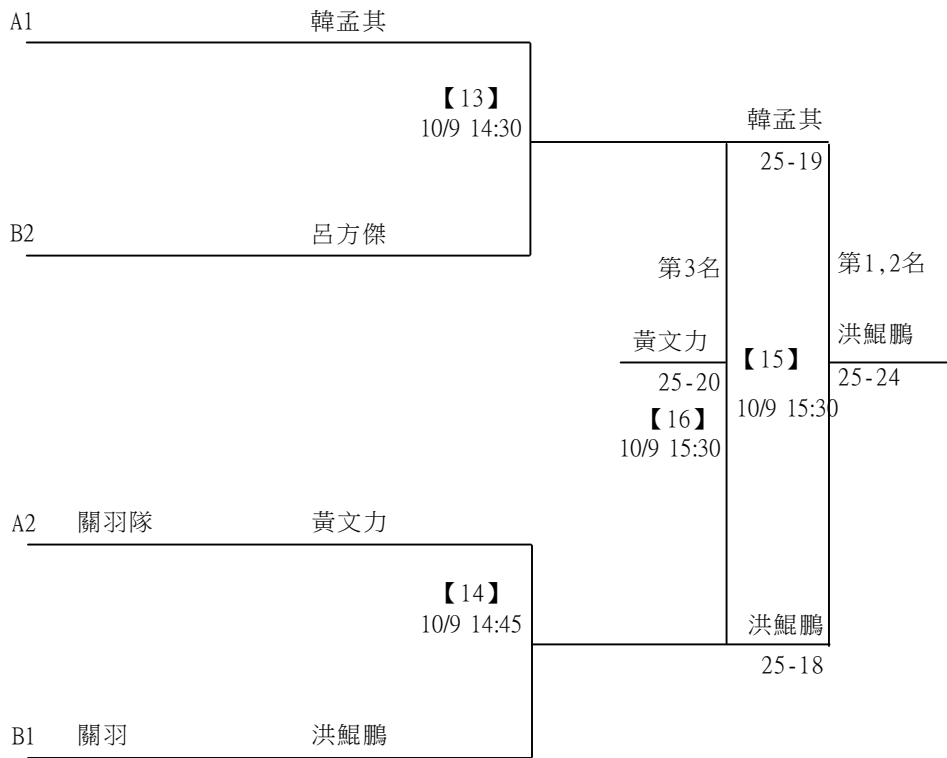 A1 韓孟其
【13】
10/9 14:30
韓孟其
25-19
B2 呂方傑
第3名
第1,2名
黃文力
【15】
洪鯤鵬
25-20
25-24
【16】
10/9 15:30
10/9 15:30
A2 關羽隊 黃文力
【14】
10/9 14:45
洪鯤鵬
25-18
B1 關羽 洪鯤鵬